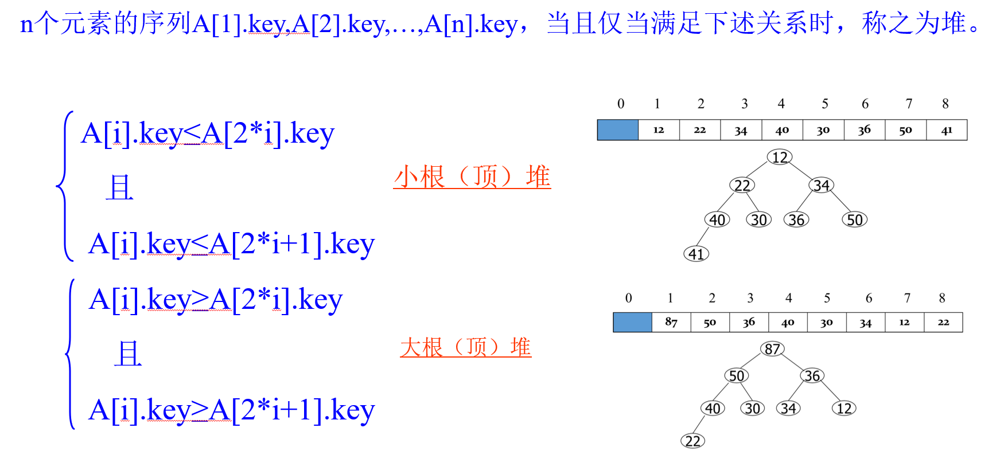 n个元素的序列A[1].key,A[2].key,…,A[n].key，当且仅当满足下述关系时，称之为堆。
A[i].key≤A[2*i].key
且
A[i].key≤A[2*i+1].key
小根（顶）堆
0 1 2 3 4 5 6 7 8
12 22 34 40 30 36 50 41
12
22 34
40 30 36 50
41
A[i].key≥A[2*i].key
且
A[i].key≥A[2*i+1].key
大根（顶）堆
0 1 2 3 4 5 6 7 8
87 50 36 40 30 34 12 22
87
50 36
40 30 34 12
22